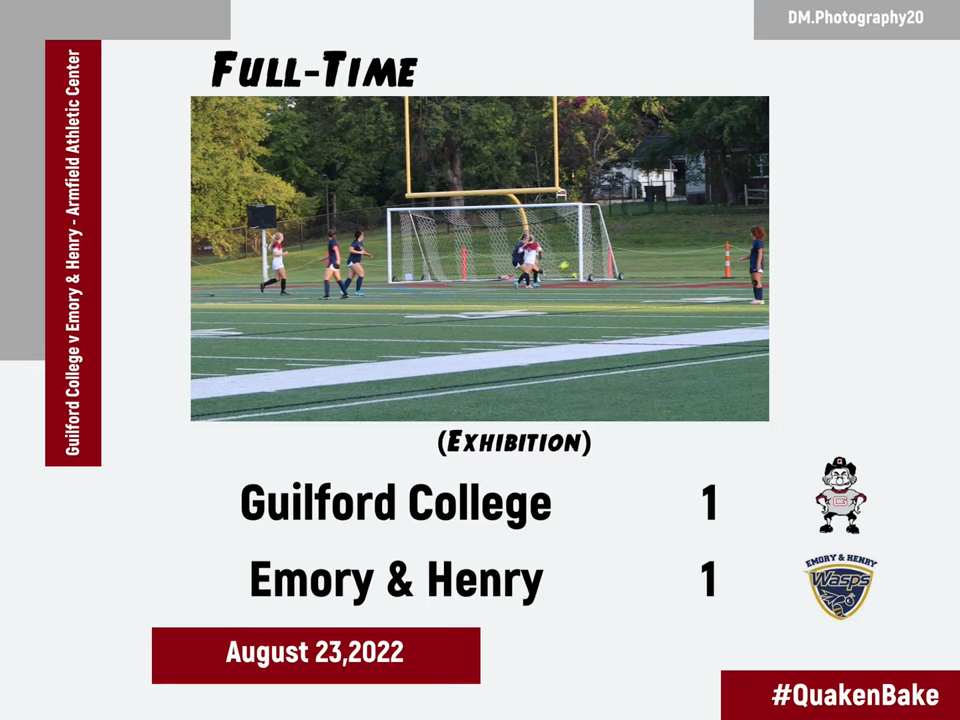 DM.Photography20
Guilford College v Emory & Henry - Armfield Athletic Center
Full-Time
(Exhibition)
Guilford College 1
G
Emory & Henry 1
EMORY & HENRY
Wasps
August 23,2022
#QuakenBake